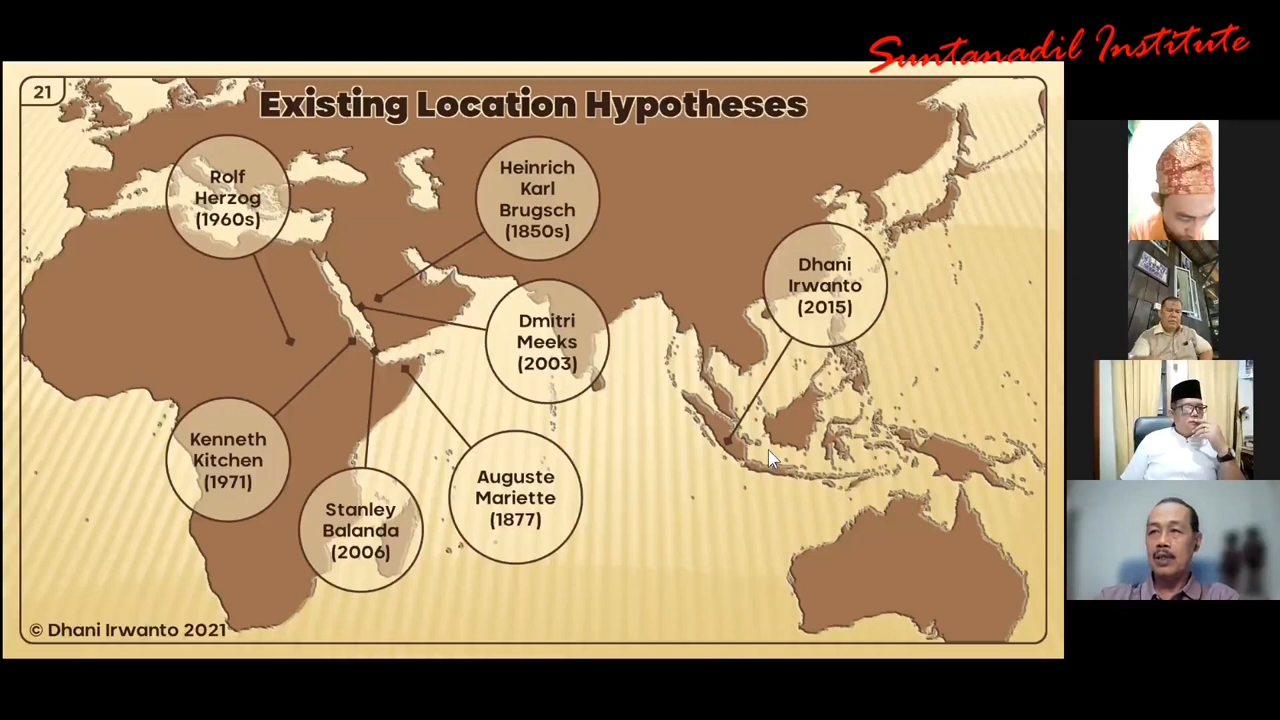 Suntanadil Institute
21
Existing Location Hypotheses
Rolf
Herzog
(1960s)
Heinrich
Karl
Brugsch
(1850s)
Dhani
Irwanto
(2015)
Dmitri
Meeks
(2003)
Kenneth
Kitchen
(1971)
Stanley
Balanda
(2006)
Auguste
Mariette
(1877)
© Dhani Irwanto 2021